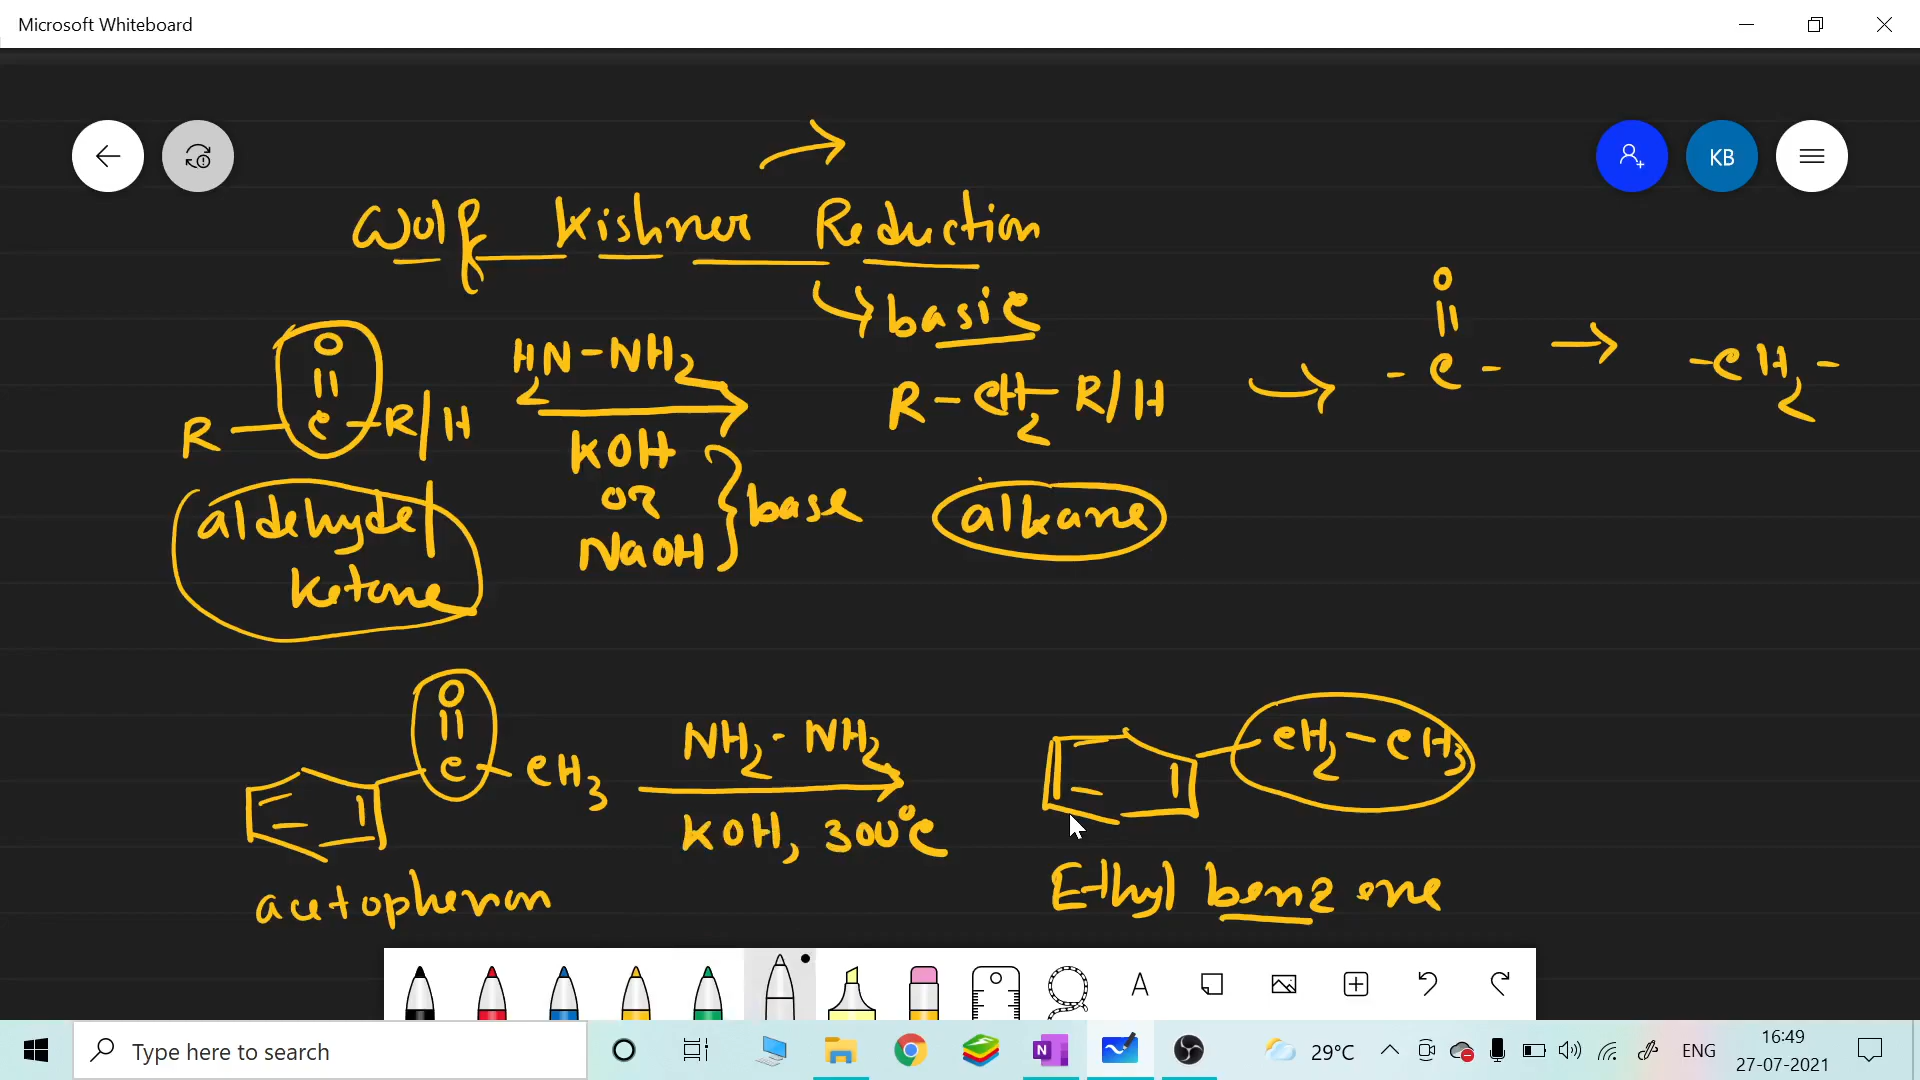 Microsoft Whiteboard
KB
Wolf Kishner Reduction
basic
O
||
R - C - R/H
H2N-NH2
KOH
or
NaOH
base
R - CH2 - R/H
O
||
- C -
-CH2-
aldehyde/
ketone
alkane
O
||
C - CH3
NH2-NH2
KOH, 300°C
CH2-CH3
acetophenon
Ethyl benzene
A
Type here to search
29°C
ENG
16:49
27-07-2021